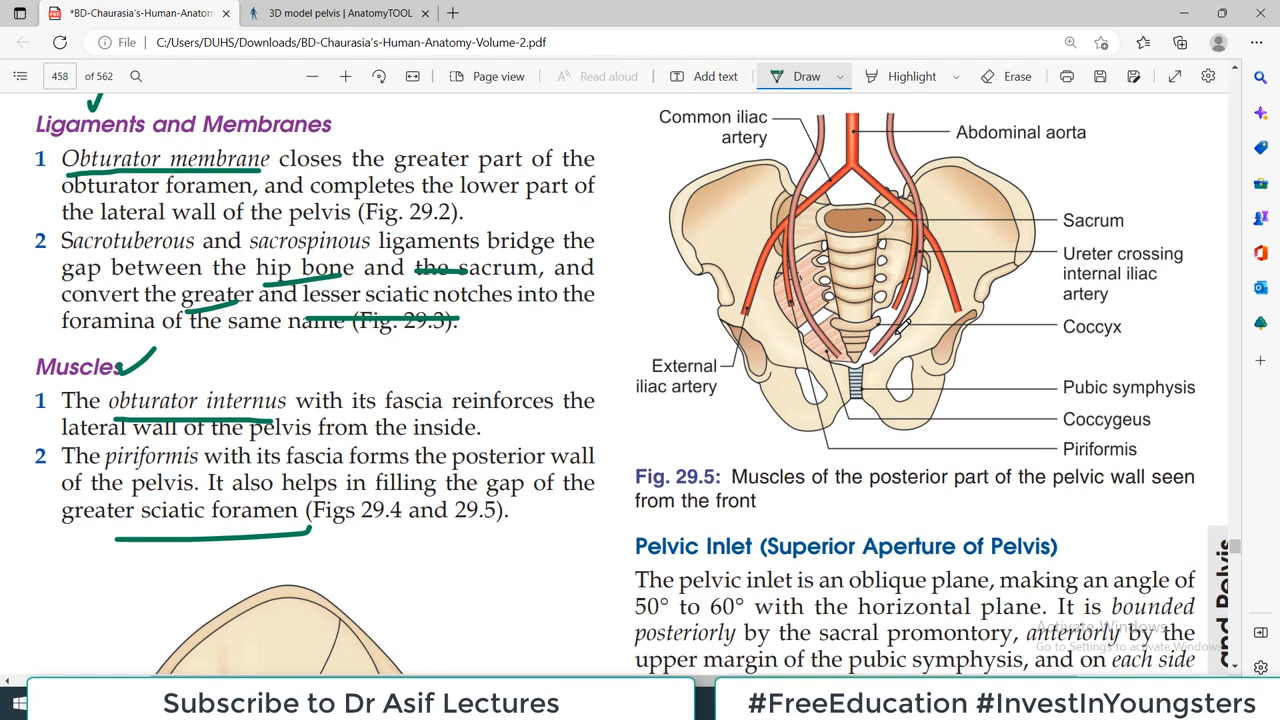 *BD-Chaurasia's-Human-Anatom
3D model pelvis | AnatomyTOOL
File
C:/Users/DUHS/Downloads/BD-Chaurasia's-Human-Anatomy-Volume-2.pdf
458 of 562
Page view
Read aloud
Add text
Draw
Highlight
Erase
Ligaments and Membranes
1 Obturator membrane closes the greater part of the
obturator foramen, and completes the lower part of
the lateral wall of the pelvis (Fig. 29.2).
2 Sacrotuberous and sacrospinous ligaments bridge the
gap between the hip bone and the sacrum, and
convert the greater and lesser sciatic notches into the
foramina of the same name (Fig. 29.3).
Muscles
1 The obturator internus with its fascia reinforces the
lateral wall of the pelvis from the inside.
2 The piriformis with its fascia forms the posterior wall
of the pelvis. It also helps in filling the gap of the
greater sciatic foramen (Figs 29.4 and 29.5).
Common iliac
artery
Abdominal aorta
Sacrum
Ureter crossing
internal iliac
artery
Coccyx
External
iliac artery
Pubic symphysis
Coccygeus
Piriformis
Fig. 29.5: Muscles of the posterior part of the pelvic wall seen
from the front
Pelvic Inlet (Superior Aperture of Pelvis)
The pelvic inlet is an oblique plane, making an angle of
50° to 60° with the horizontal plane. It is bounded
posteriorly by the sacral promontory, anteriorly by the
upper margin of the pubic symphysis, and on each side
and Pelvis
Activate Windows
Go to Settings to activate Windows.
Subscribe to Dr Asif Lectures
#FreeEducation #InvestInYoungsters